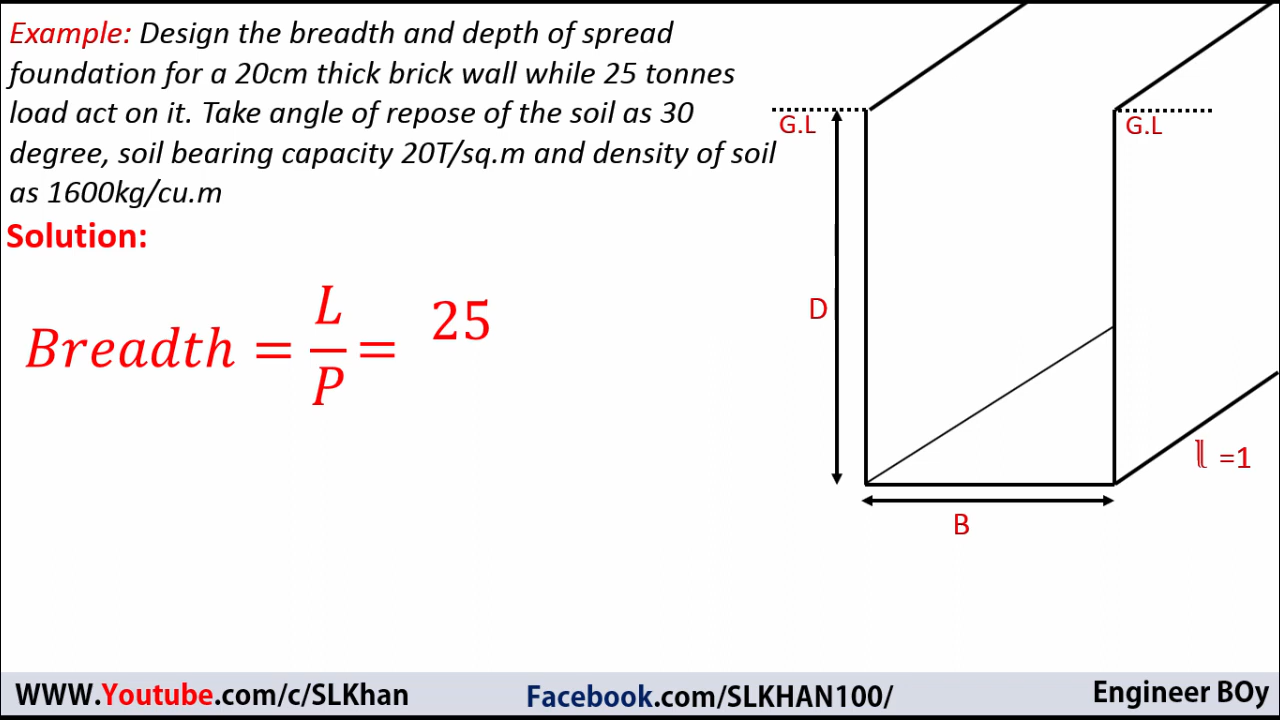 Example: Design the breadth and depth of spread
foundation for a 20cm thick brick wall while 25 tonnes
load act on it. Take angle of repose of the soil as 30
degree, soil bearing capacity 20T/sq.m and density of soil
as 1600kg/cu.m
Solution:
Breadth = L/P = 25
G.L
G.L
D
B
l =1
WWW.Youtube.com/c/SLKhan
Facebook.com/SLKHAN100/
Engineer BOy